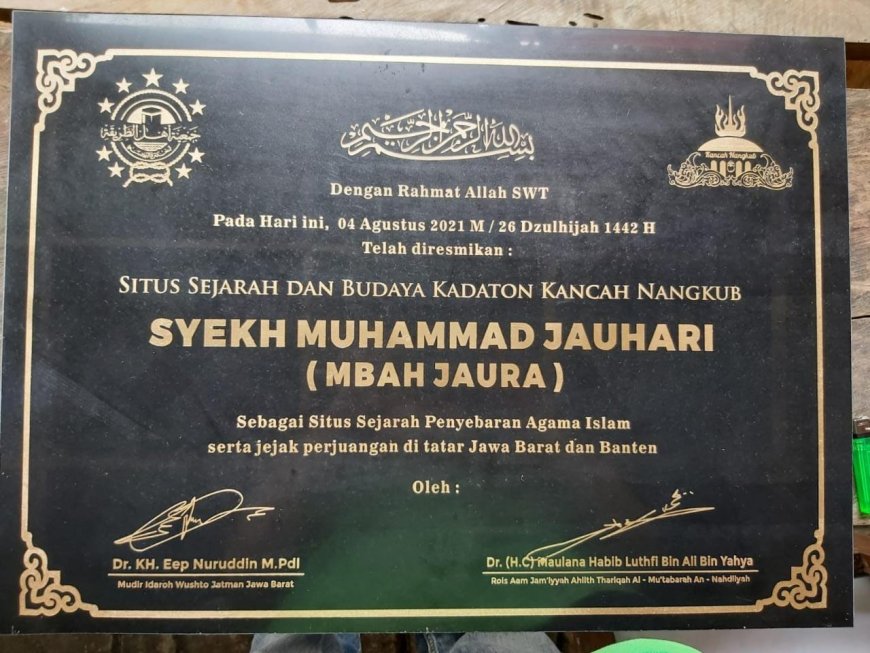 جمعية أهل الطريقة
بسم الله الرحمن الرحيم
Kancah Nangkub
Dengan Rahmat Allah SWT
Pada Hari ini, 04 Agustus 2021 M / 26 Dzulhijah 1442 H
Telah diresmikan :
SITUS SEJARAH DAN BUDAYA KADATON KANCAH NANGKUB
SYEKH MUHAMMAD JAUHARI
( MBAH JAURA )
Sebagai Situs Sejarah Penyebaran Agama Islam
serta jejak perjuangan di tatar Jawa Barat dan Banten
Oleh :
Dr. KH. Eep Nuruddin M.PdI
Mudir Idaroh Wushto Jatman Jawa Barat
Dr. (H.C) Maulana Habib Luthfi Bin Ali Bin Yahya
Rois Aam Jam'iyyah Ahlith Thariqah Al - Mu'tabarah An - Nahdliyah